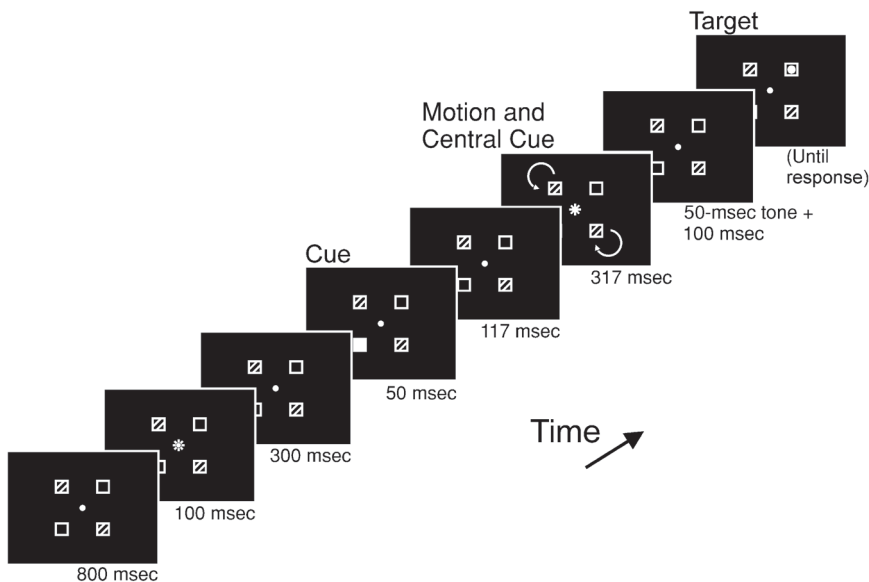 Target
(Until
response)
Motion and
Central Cue
50-msec tone +
100 msec
317 msec
Cue
117 msec
50 msec
Time
300 msec
100 msec
800 msec